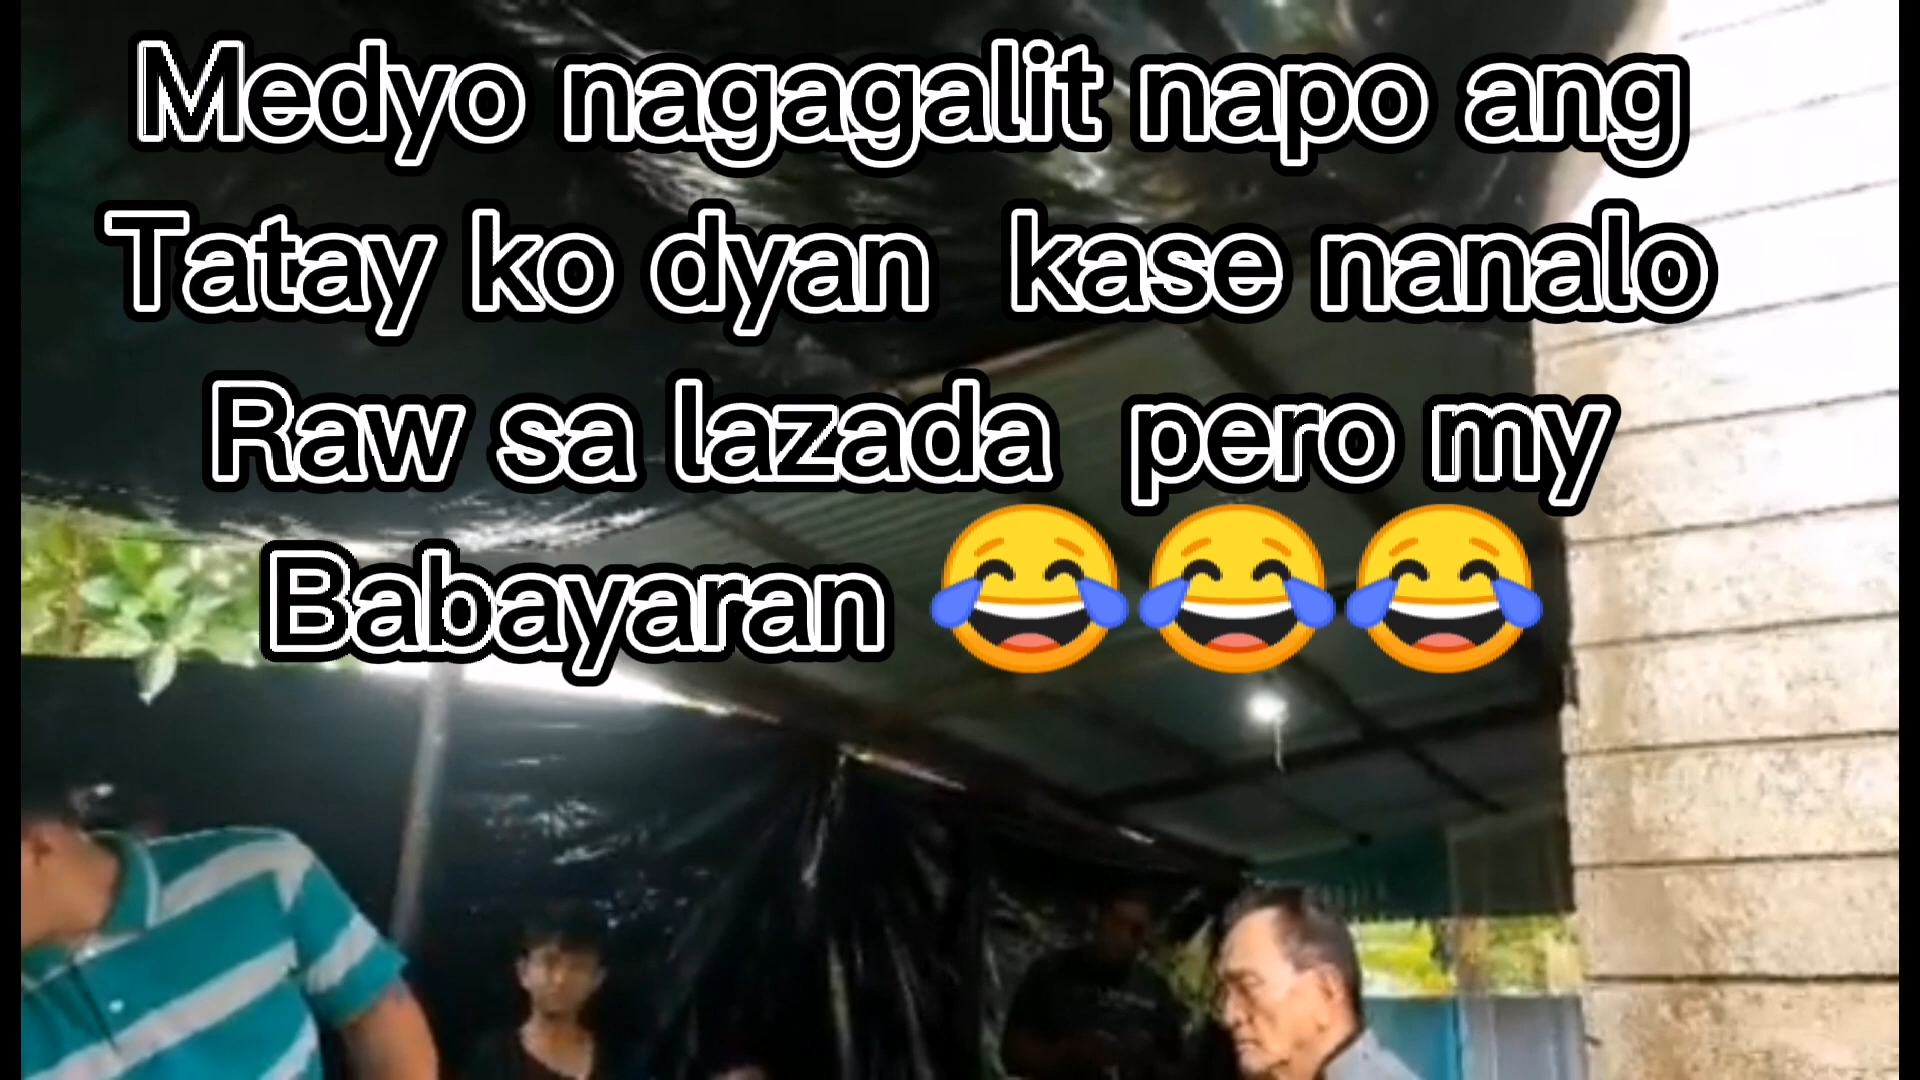 Medyo nagagalit napo ang
Tatay ko dyan kase nanalo
Raw sa lazada pero my
Babayaran 😂😂😂